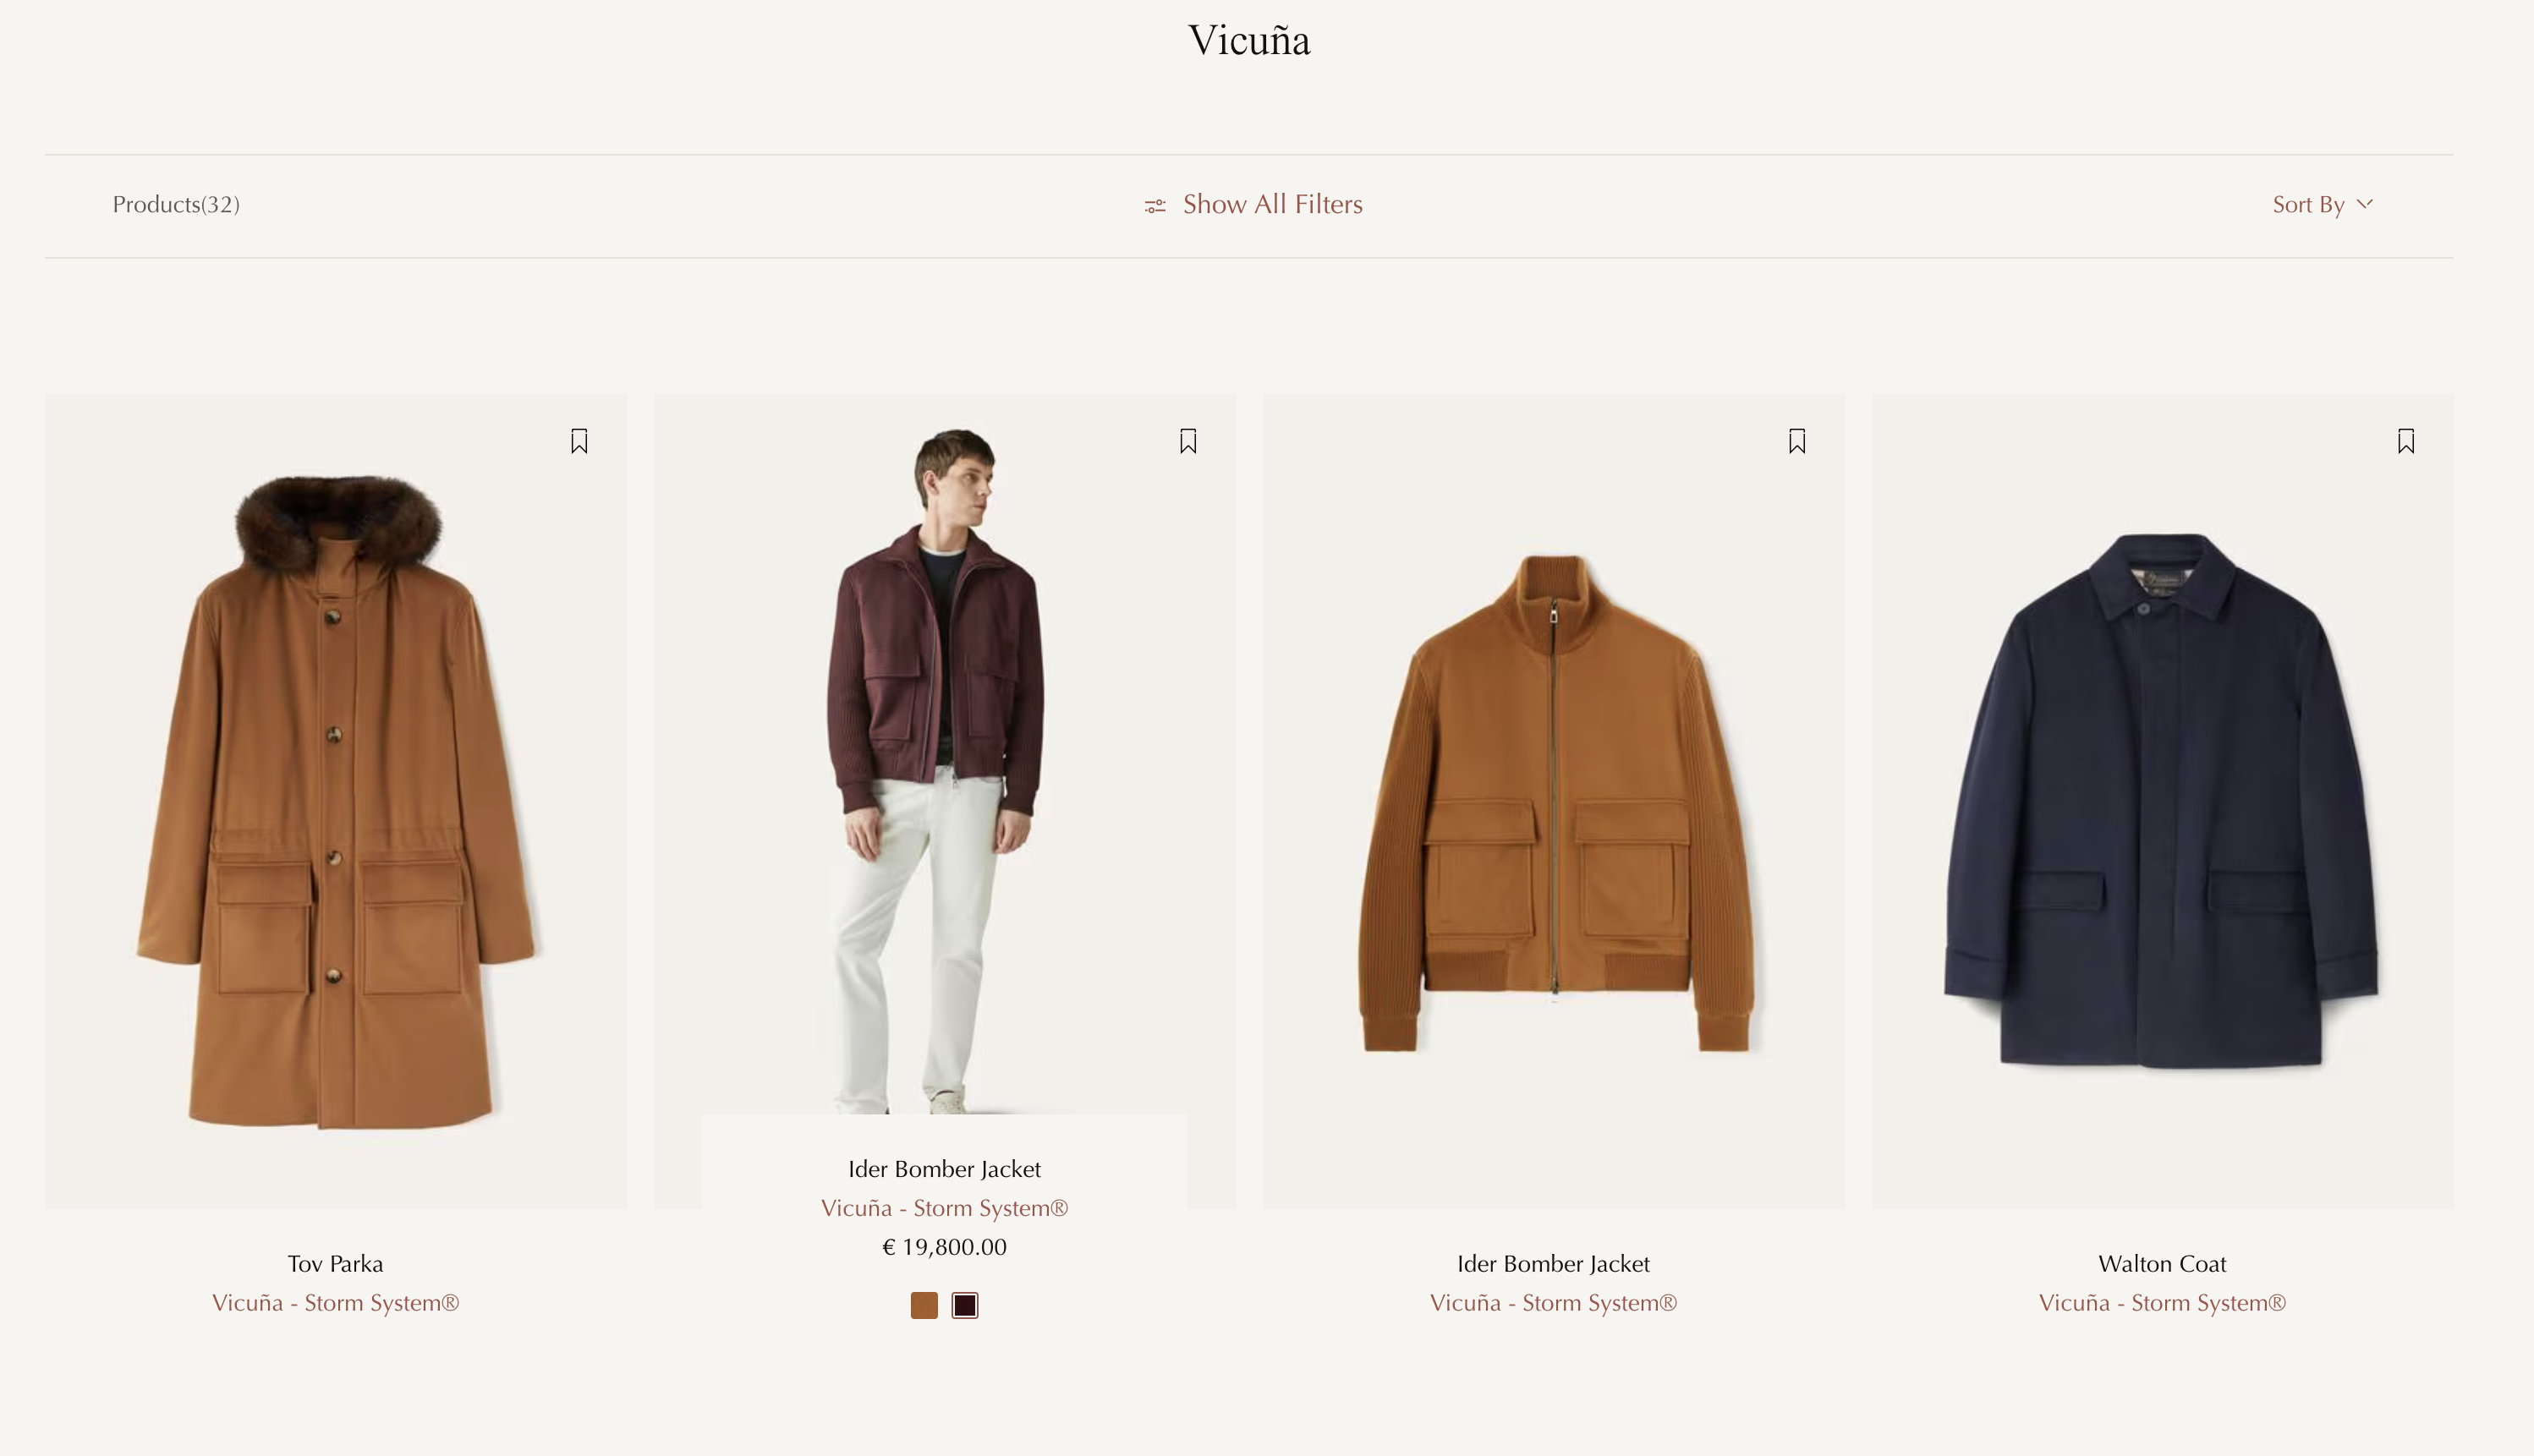 Vicuña
Products(32)
Show All Filters
Sort By
Ider Bomber Jacket
Vicuña - Storm System®
€ 19,800.00
Tov Parka
Vicuña - Storm System®
Ider Bomber Jacket
Vicuña - Storm System®
Walton Coat
Vicuña - Storm System®